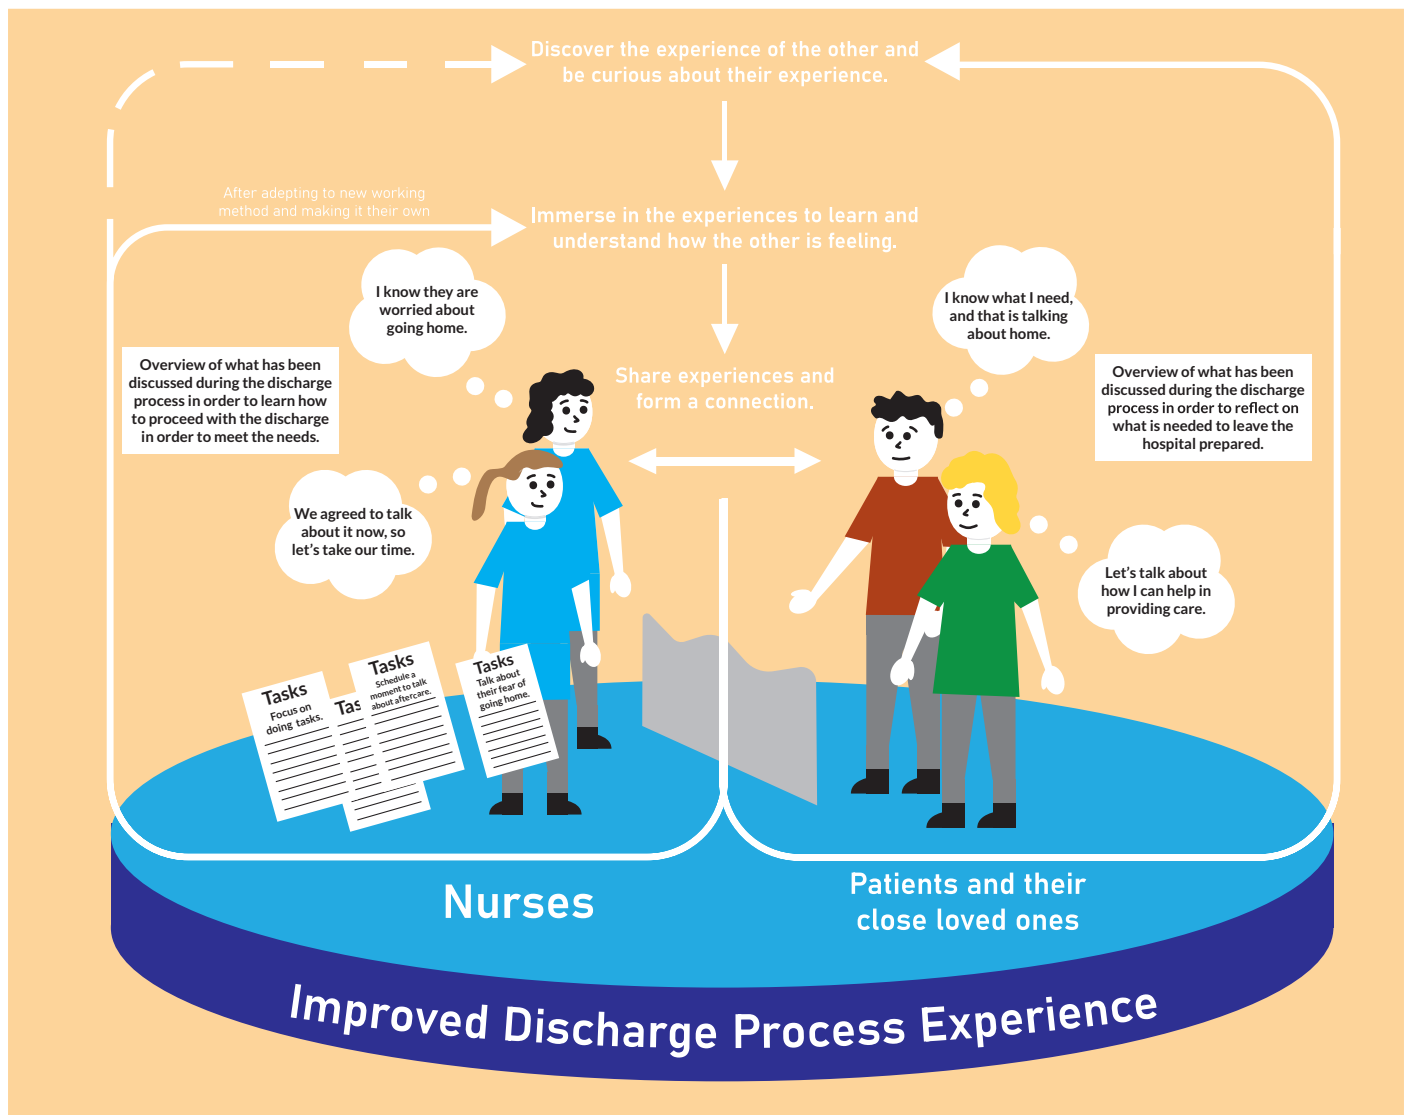 Discover the experience of the other and
be curious about their experience.
After adepting to new working
method and making it their own
Immerse in the experiences to learn and
understand how the other is feeling.
I know they are
worried about
going home.
I know what I need,
and that is talking
about home.
Overview of what has been
discussed during the discharge
process in order to learn how
to proceed with the discharge
in order to meet the needs.
Share experiences and
form a connection.
Overview of what has been
discussed during the discharge
process in order to reflect on
what is needed to leave the
hospital prepared.
We agreed to talk
about it now, so
let's take our time.
Let's talk about
how I can help in
providing care.
Tasks
Focus on
doing tasks.
Tas
Tasks
Schedule a
moment to talk
about aftercare.
Tasks
Talk about
their fear of
going home.
Nurses
Patients and their
close loved ones
Improved Discharge Process Experience